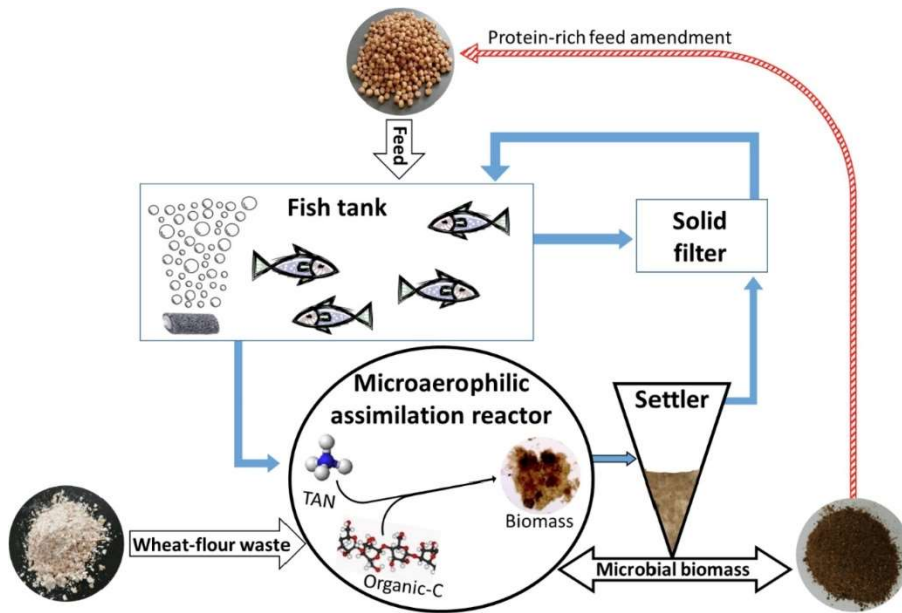 Protein-rich feed amendment
Feed
Fish tank
Solid
filter
Microaerophilic
assimilation reactor
Settler
TAN
Biomass
Wheat-flour waste
Organic-C
Microbial biomass